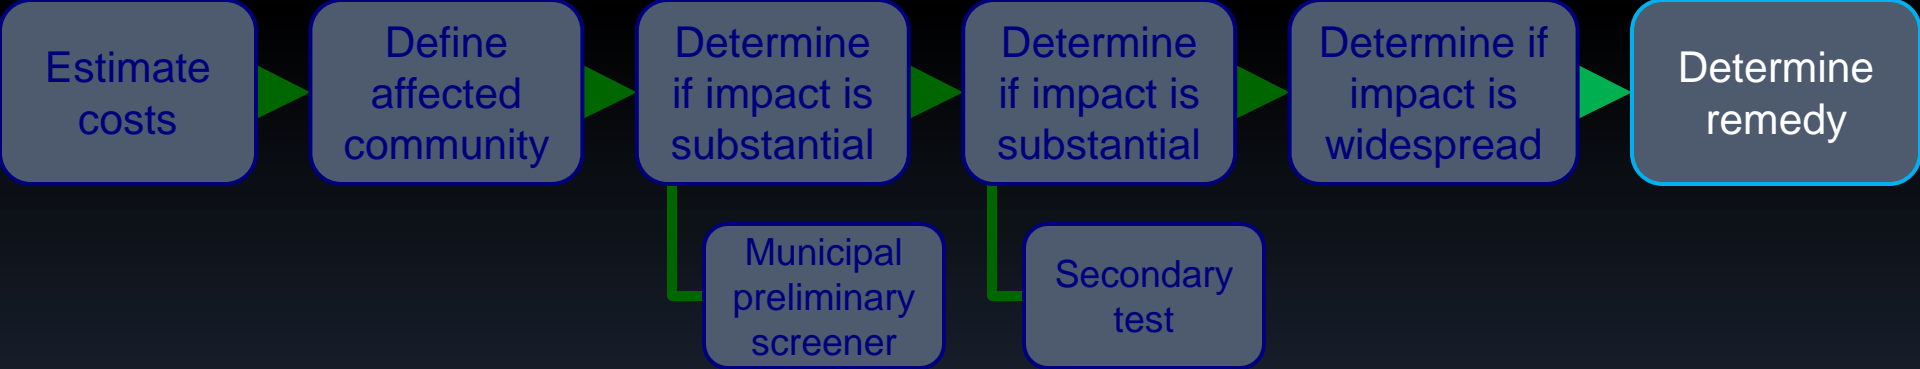 Estimate
costs
Define
affected
community
Determine
if impact is
substantial
Determine
if impact is
substantial
Determine if
impact is
widespread
Determine
remedy
Municipal
preliminary
screener
Secondary
test